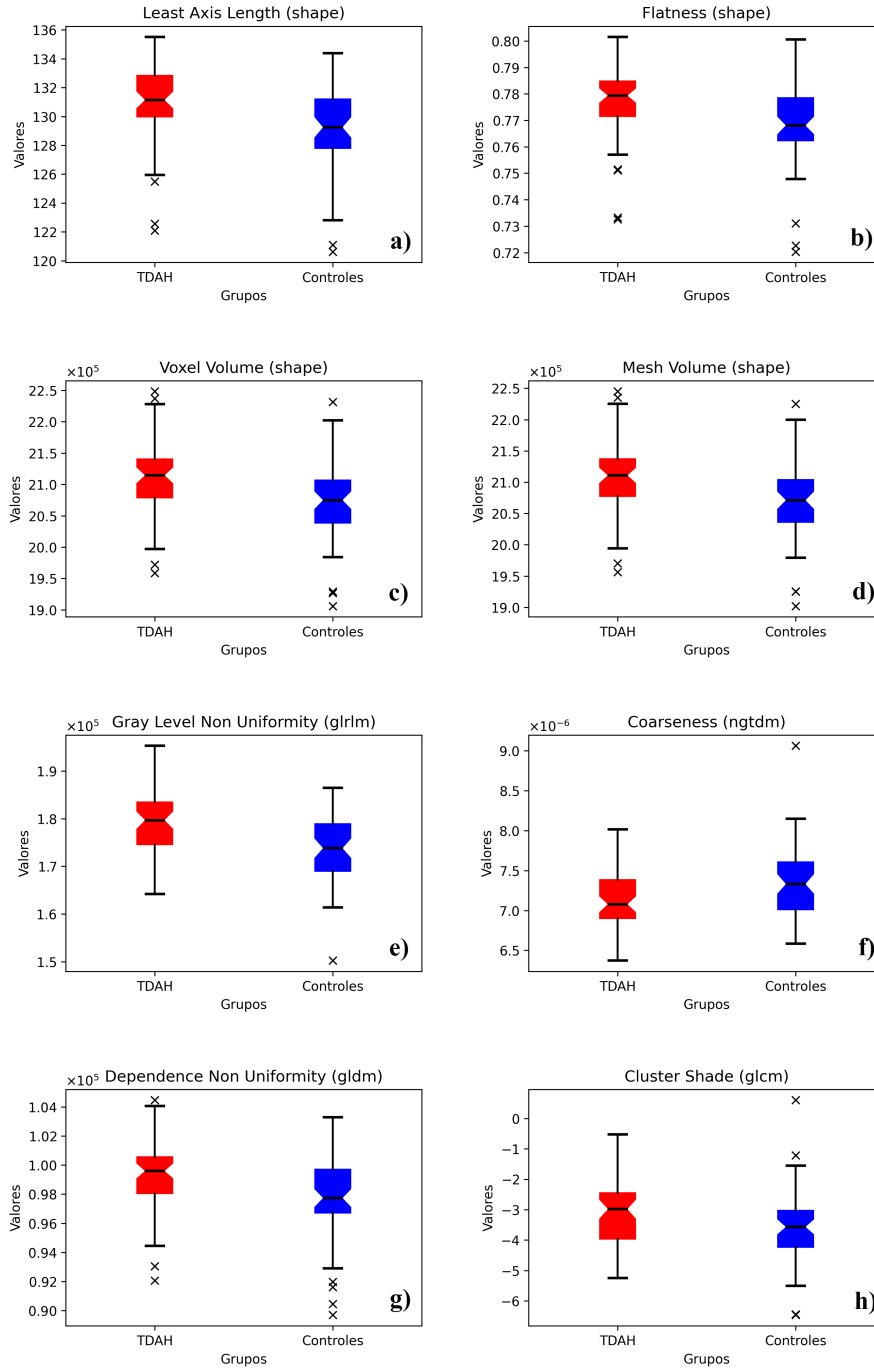 Least Axis Length (shape)
136
134
132
130
128
126
124
122
120
Valores
TDAH
Controles
Grupos
a)
Flatness (shape)
0.80
0.79
0.78
0.77
0.76
0.75
0.74
0.73
0.72
Valores
TDAH
Controles
Grupos
b)
×10⁵
Voxel Volume (shape)
22.5
22.0
21.5
21.0
20.5
20.0
19.5
19.0
Valores
TDAH
Controles
Grupos
c)
×10⁵
Mesh Volume (shape)
22.5
22.0
21.5
21.0
20.5
20.0
19.5
19.0
Valores
TDAH
Controles
Grupos
d)
×10⁵
Gray Level Non Uniformity (glrlm)
1.9
1.8
1.7
1.6
1.5
Valores
TDAH
Controles
Grupos
e)
×10⁻⁶
Coarseness (ngtdm)
9.0
8.0
7.5
7.0
6.5
Valores
TDAH
Controles
Grupos
f)
×10⁵
Dependence Non Uniformity (gldm)
1.04
1.02
1.00
0.98
0.96
0.94
0.92
0.90
Valores
TDAH
Controles
Grupos
g)
Cluster Shade (glcm)
0
−1
−2
−3
−4
−5
−6
Valores
TDAH
Controles
Grupos
h)